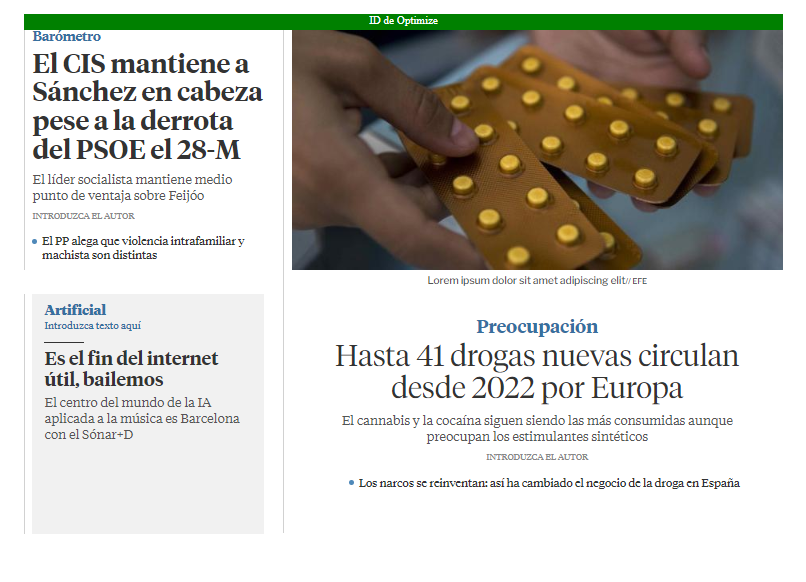 ID de Optimize
Barómetro
El CIS mantiene a
Sánchez en cabeza
pese a la derrota
del PSOE el 28-M
El líder socialista mantiene medio
punto de ventaja sobre Feijóo
INTRODUZCA EL AUTOR
El PP alega que violencia intrafamiliar y
machista son distintas
Artificial
Introduzca texto aquí
Es el fin del internet
útil, bailemos
El centro del mundo de la IA
aplicada a la música es Barcelona
con el Sónar+D
Lorem ipsum dolor sit amet adipiscing elit// EFE
Preocupación
Hasta 41 drogas nuevas circulan
desde 2022 por Europa
El cannabis y la cocaína siguen siendo las más consumidas aunque
preocupan los estimulantes sintéticos
INTRODUZCA EL AUTOR
Los narcos se reinventan: así ha cambiado el negocio de la droga en España